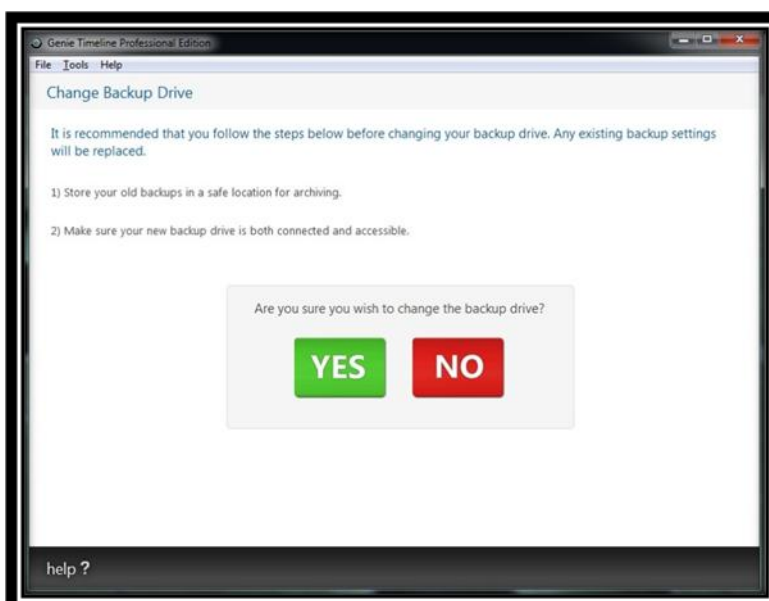 Genie Timeline Professional Edition
File Tools Help
Change Backup Drive
It is recommended that you follow the steps below before changing your backup drive. Any existing backup settings
will be replaced.
1) Store your old backups in a safe location for archiving.
2) Make sure your new backup drive is both connected and accessible.
Are you sure you wish to change the backup drive?
YES NO
help ?